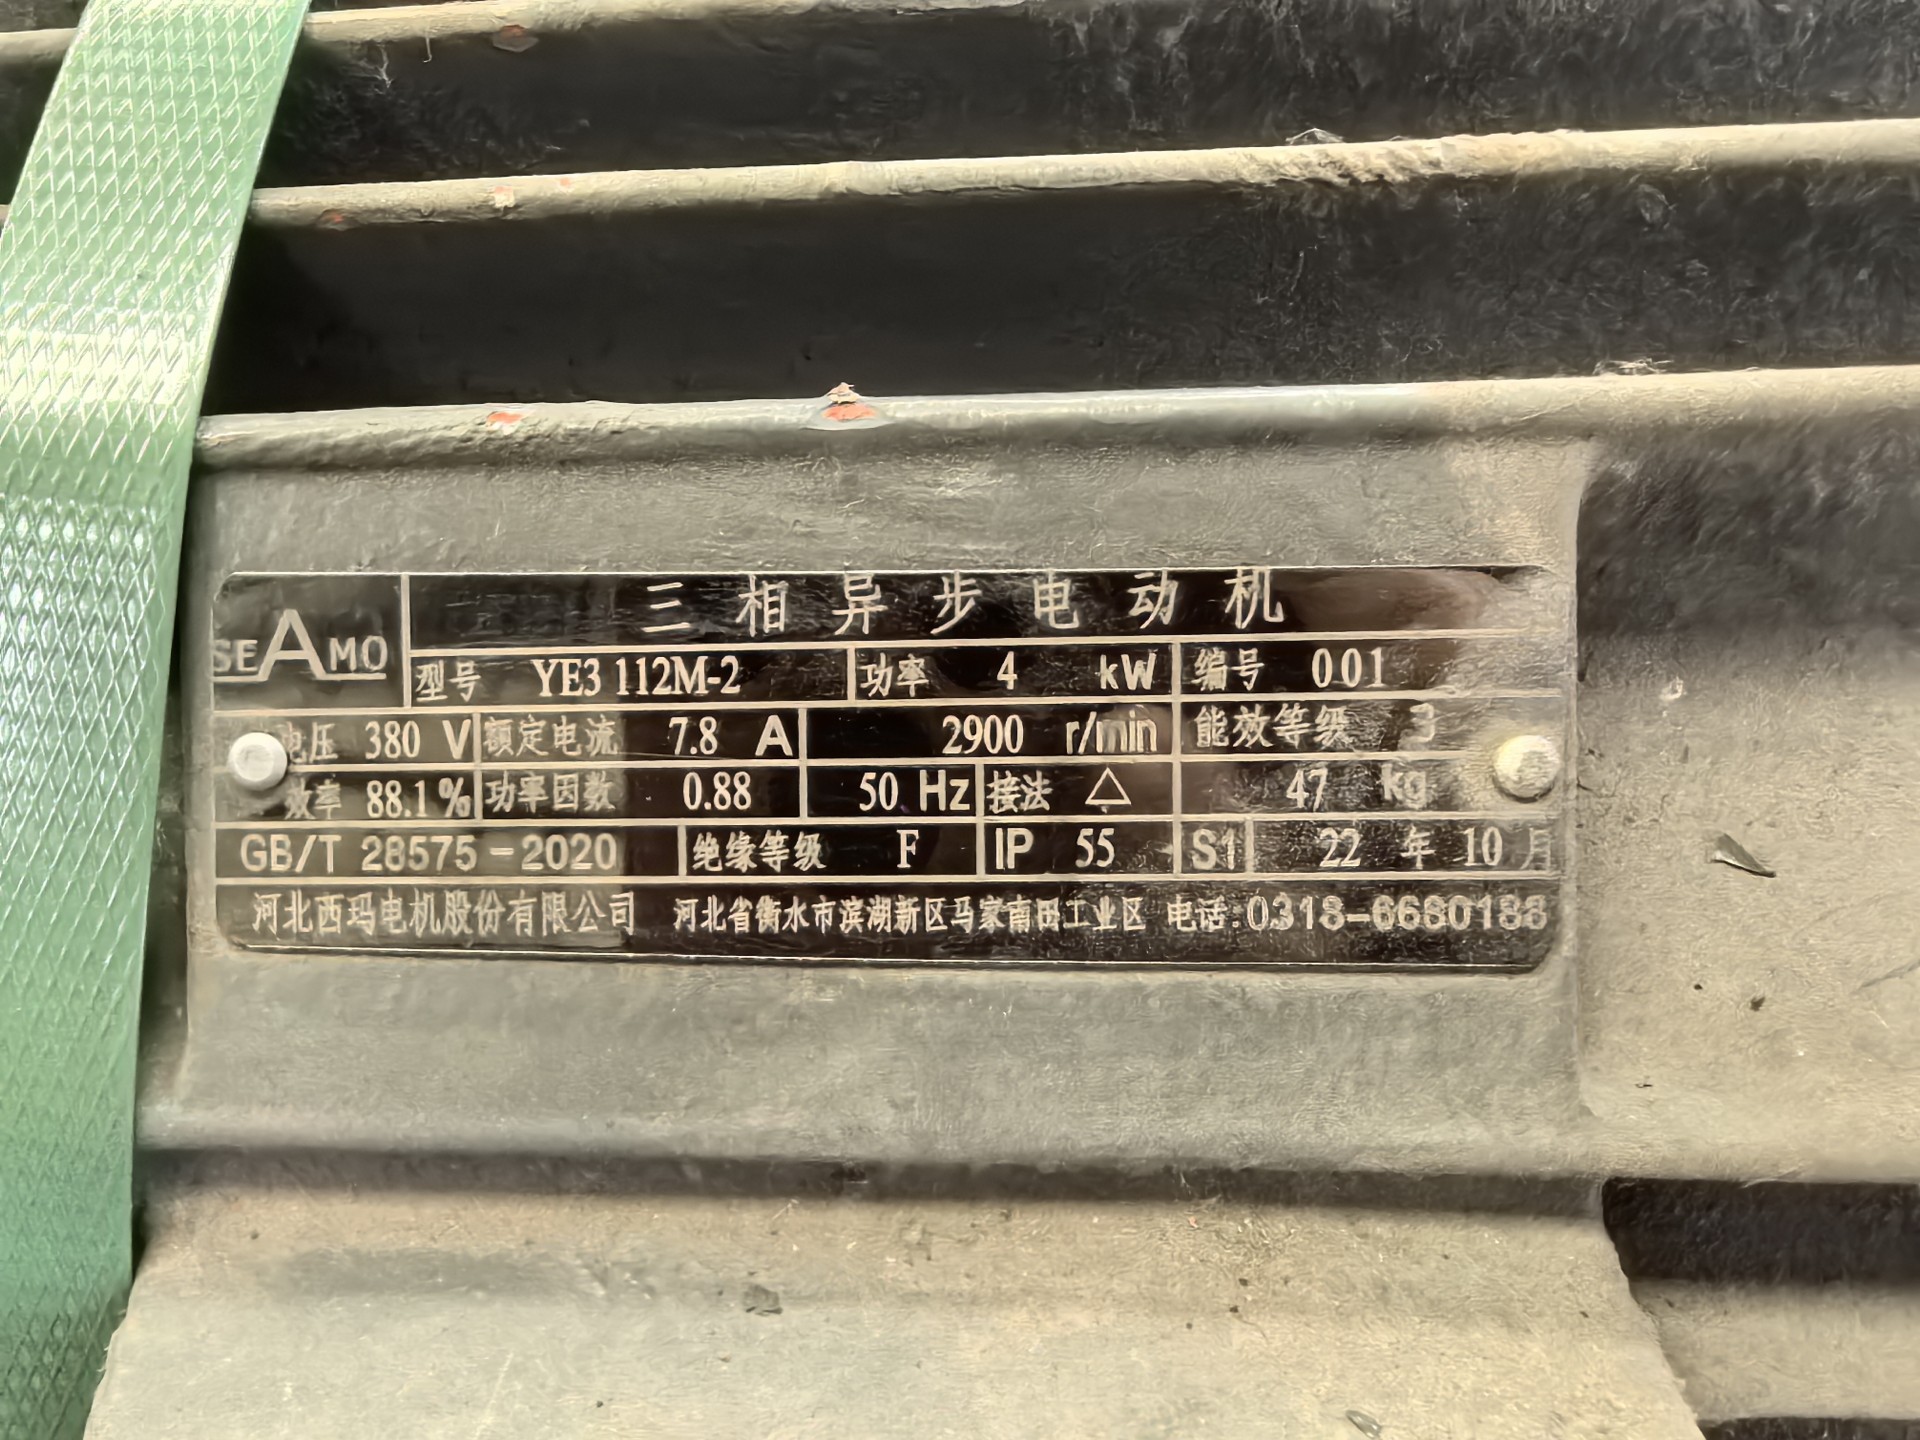 SEAMO 三相异步电动机
型号 YE3 112M-2 功率 4 kW 编号 001
电压 380 V 额定电流 7.8 A 2900 r/min 能效等级 3
效率 88.1 % 功率因数 0.88 50 Hz 接法 △ 47 kg
GB/T 28575-2020 绝缘等级 F IP 55 S1 22 年 10 月
河北西玛电机股份有限公司 河北省衡水市滨湖新区马家南田工业区 电话:0318-6680188